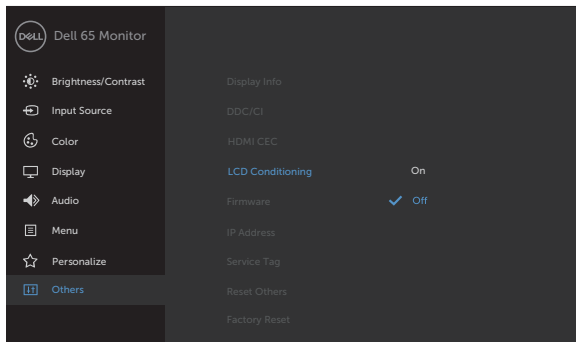 DELL Dell 65 Monitor
Brightness/Contrast
Display Info
Input Source
DDC/CI
Color
HDMI CEC
Display
LCD Conditioning On
Audio
Firmware Off
Menu
IP Address
Personalize
Service Tag
Others
Reset Others
Factory Reset